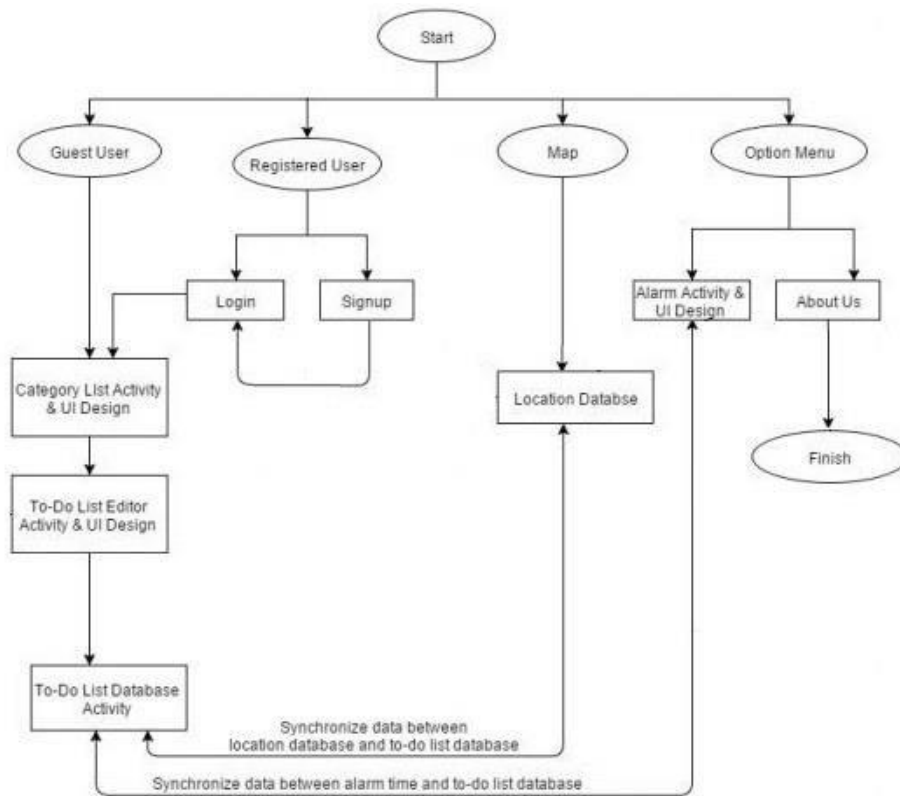 Start
Guest User
Registered User
Map
Option Menu
Login
Signup
Alarm Activity &
UI Design
About Us
Category List Activity
& UI Design
Location Databse
Finish
To-Do List Editor
Activity & UI Design
To-Do List Database
Activity
Synchronize data between
location database and to-do list database
Synchronize data between alarm time and to-do list database